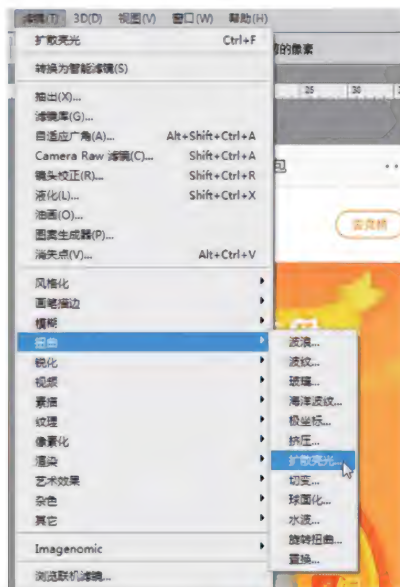 滤镜(T) 3D(D) 视图(V) 窗口(W) 帮助(H)
扩散亮光 Ctrl+F
的像素
转换为智能滤镜(S)
25 30
抽出(X)...
滤镜库(G)...
自适应广角(A)... Alt+Shift+Ctrl+A
Camera Raw 滤镜(C)... Shift+Ctrl+A
包
镜头校正(R)... Shift+Ctrl+R
液化(L)... Shift+Ctrl+X
油画(O)...
图案生成器(P)...
消失点(V)... Alt+Ctrl+V
风格化
画笔描边
模糊
扭曲
锐化
视频
素描
纹理
像素化
渲染
艺术效果
杂色
其它
Imagenomic
浏览联机滤镜...
波浪...
波纹...
玻璃...
海洋波纹...
极坐标...
挤压...
扩散亮光...
切变...
球面化...
水波...
旋转扭曲...
置换...